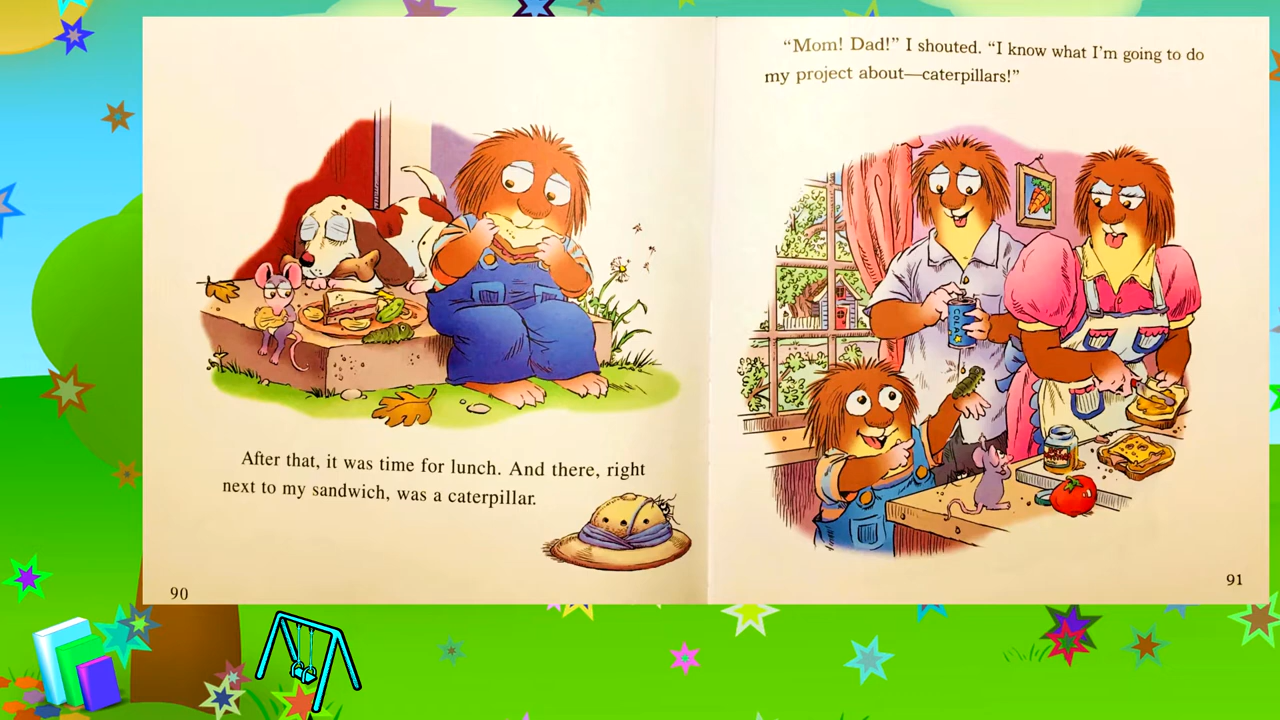 After that, it was time for lunch. And there, right
next to my sandwich, was a caterpillar.
90
“Mom! Dad!” I shouted. “I know what I’m going to do
my project about—caterpillars!”
COLA
91